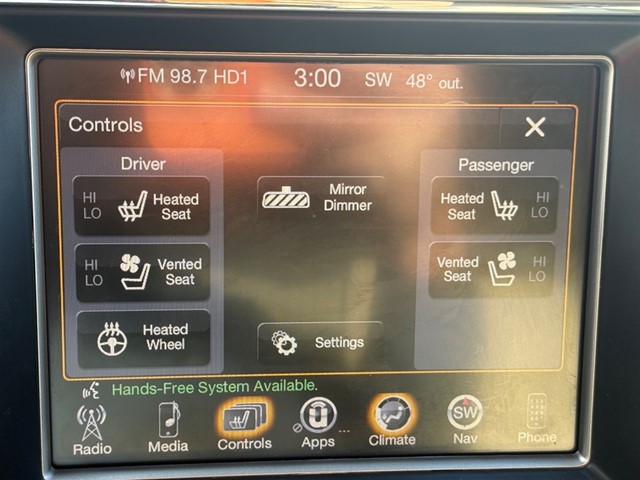 FM 98.7 HD1 3:00 SW 48° out.
Controls
Driver
Passenger
HI
LO
Heated
Seat
Mirror
Dimmer
Heated
Seat
HI
LO
HI
LO
Vented
Seat
Vented
Seat
HI
LO
Heated
Wheel
Settings
Hands-Free System Available.
SW
Radio Media Controls Apps Climate Nav Phone